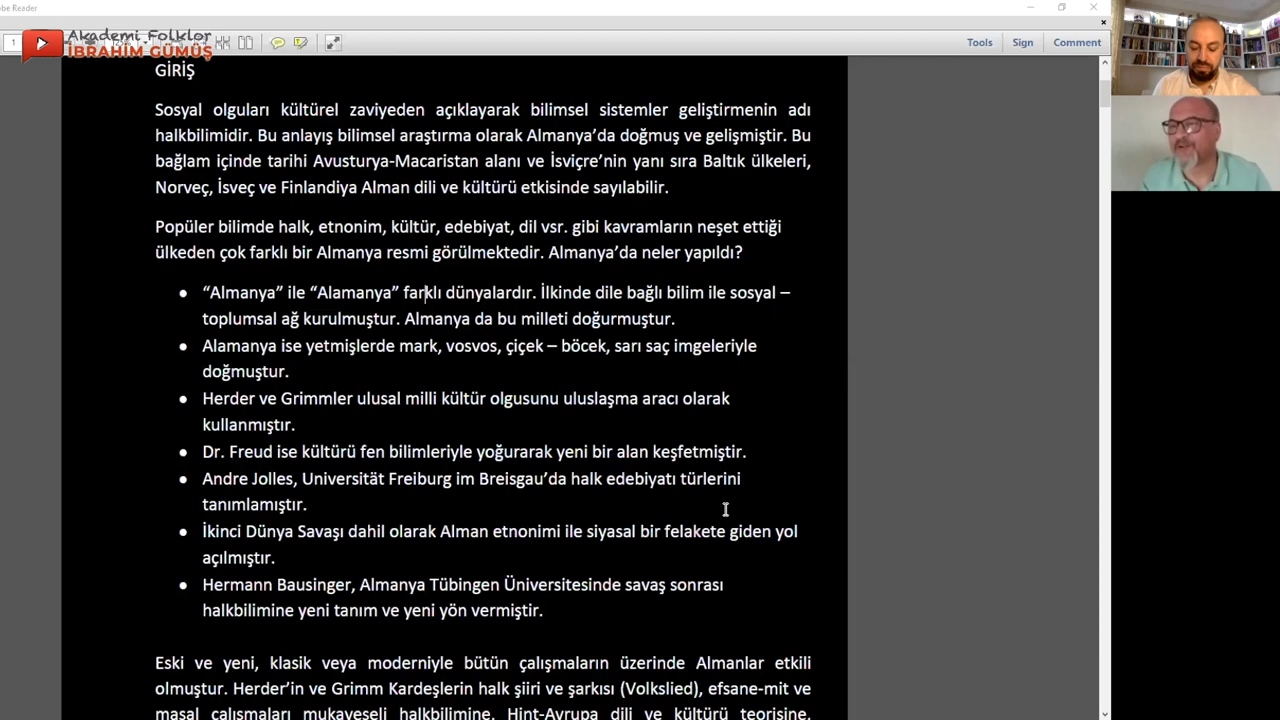 Akademi Folklor
İBRAHİM GÜMÜŞ
Tools
Sign
Comment
GİRİŞ
Sosyal olguları kültürel zaviyeden açıklayarak bilimsel sistemler geliştirmenin adı
halkbilimidir. Bu anlayış bilimsel araştırma olarak Almanya’da doğmuş ve gelişmiştir. Bu
bağlam içinde tarihi Avusturya-Macaristan alanı ve İsviçre’nin yanı sıra Baltık ülkeleri,
Norveç, İsveç ve Finlandiya Alman dili ve kültürü etkisinde sayılabilir.
Popüler bilimde halk, etnonim, kültür, edebiyat, dil vsr. gibi kavramların neşet ettiği
ülkeden çok farklı bir Almanya resmi görülmektedir. Almanya’da neler yapıldı?
● “Almanya” ile “Alamanya” farklı dünyalardır. İlkinde dile bağlı bilim ile sosyal –
toplumsal ağ kurulmuştur. Almanya da bu milleti doğurmuştur.
● Alamanya ise yetmişlerde mark, vosvos, çiçek – böcek, sarı saç imgeleriyle
doğmuştur.
● Herder ve Grimmler ulusal milli kültür olgusunu uluslaşma aracı olarak
kullanmıştır.
● Dr. Freud ise kültürü fen bilimleriyle yoğurarak yeni bir alan keşfetmiştir.
● Andre Jolles, Universität Freiburg im Breisgau’da halk edebiyatı türlerini
tanımlamıştır.
● İkinci Dünya Savaşı dahil olarak Alman etnonimi ile siyasal bir felakete giden yol
açılmıştır.
● Hermann Bausinger, Almanya Tübingen Üniversitesinde savaş sonrası
halkbilimine yeni tanım ve yeni yön vermiştir.
Eski ve yeni, klasik veya moderniyle bütün çalışmaların üzerinde Almanlar etkili
olmuştur. Herder’in ve Grimm Kardeşlerin halk şiiri ve şarkısı (Volkslied), efsane-mit ve
masal çalışmaları mukayeseli halkbilimine, Hint-Avrupa dili ve kültürü teorisine,